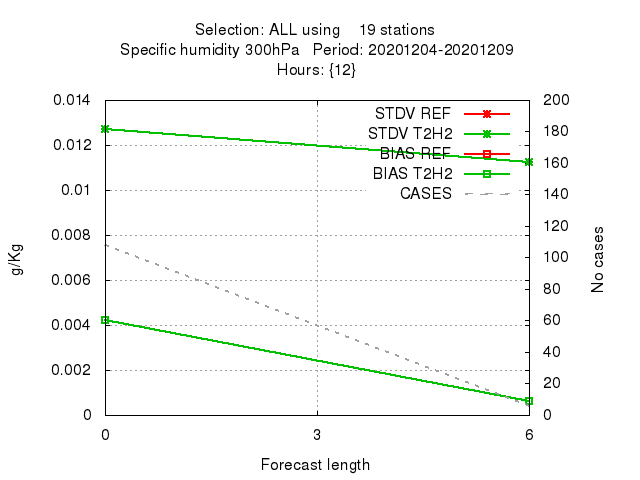 Selection: ALL using 19 stations
Specific humidity 300hPa Period: 20201204-20201209
Hours: {12}
0.014
0.012
0.01
0.008
0.006
0.004
0.002
0
g/Kg
200
180
160
140
120
100
80
60
40
20
0
No cases
STDV REF
STDV T2H2
BIAS REF
BIAS T2H2
CASES
0 3 6
Forecast length